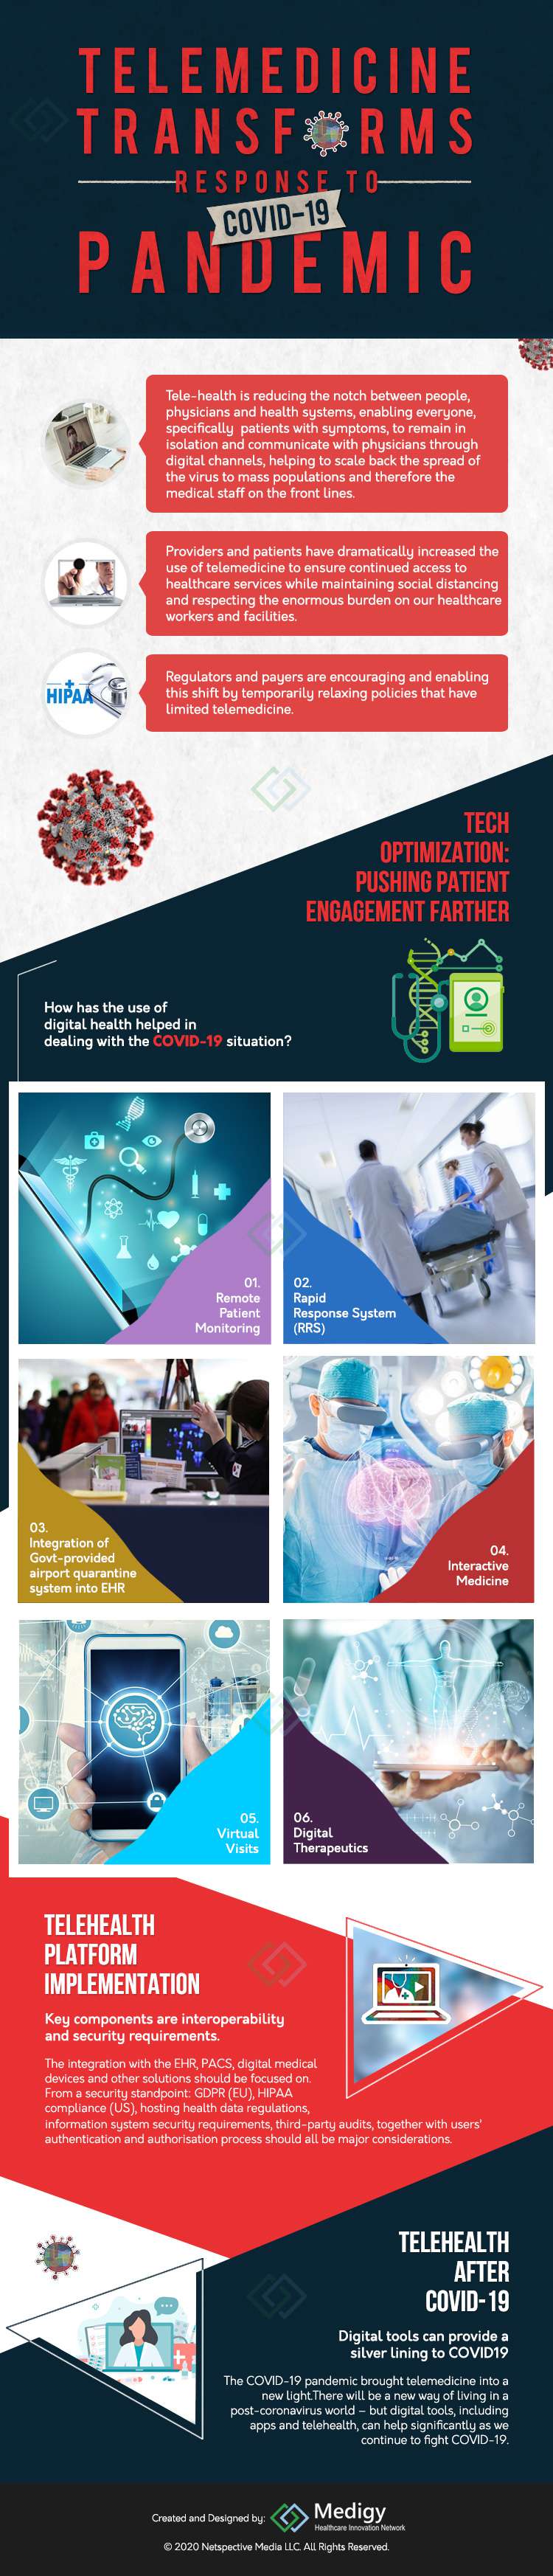 TELEMEDICINE
TRANSFORMS
RESPONSE TO
COVID-19
PANDEMIC
Tele-health is reducing the notch between people,
physicians and health systems, enabling everyone,
specifically patients with symptoms, to remain in
isolation and communicate with physicians through
digital channels, helping to scale back the spread of
the virus to mass populations and therefore the
medical staff on the front lines.
Providers and patients have dramatically increased the
use of telemedicine to ensure continued access to
healthcare services while maintaining social distancing
and respecting the enormous burden on our healthcare
workers and facilities.
HIPAA
Regulators and payers are encouraging and enabling
this shift by temporarily relaxing policies that have
limited telemedicine.
TECH
OPTIMIZATION:
PUSHING PATIENT
ENGAGEMENT FARTHER
How has the use of
digital health helped in
dealing with the COVID-19 situation?
01.
Remote
Patient
Monitoring
02.
Rapid
Response System
(RRS)
03.
Integration of
Govt-provided
airport quarantine
system into EHR
04.
Interactive
Medicine
05.
Virtual
Visits
06.
Digital
Therapeutics
TELEHEALTH
PLATFORM
IMPLEMENTATION
Key components are interoperability
and security requirements.
The integration with the EHR, PACS, digital medical
devices and other solutions should be focused on.
From a security standpoint: GDPR (EU), HIPAA
compliance (US), hosting health data regulations,
information system security requirements, third-party audits, together with users'
authentication and authorisation process should all be major considerations.
TELEHEALTH
AFTER
COVID-19
Digital tools can provide a
silver lining to COVID19
The COVID-19 pandemic brought telemedicine into a
new light.There will be a new way of living in a
post-coronavirus world – but digital tools, including
apps and telehealth, can help significantly as we
continue to fight COVID-19.
Created and Designed by: Medigy
Healthcare Innovation Network
© 2020 Netspective Media LLC. All Rights Reserved.